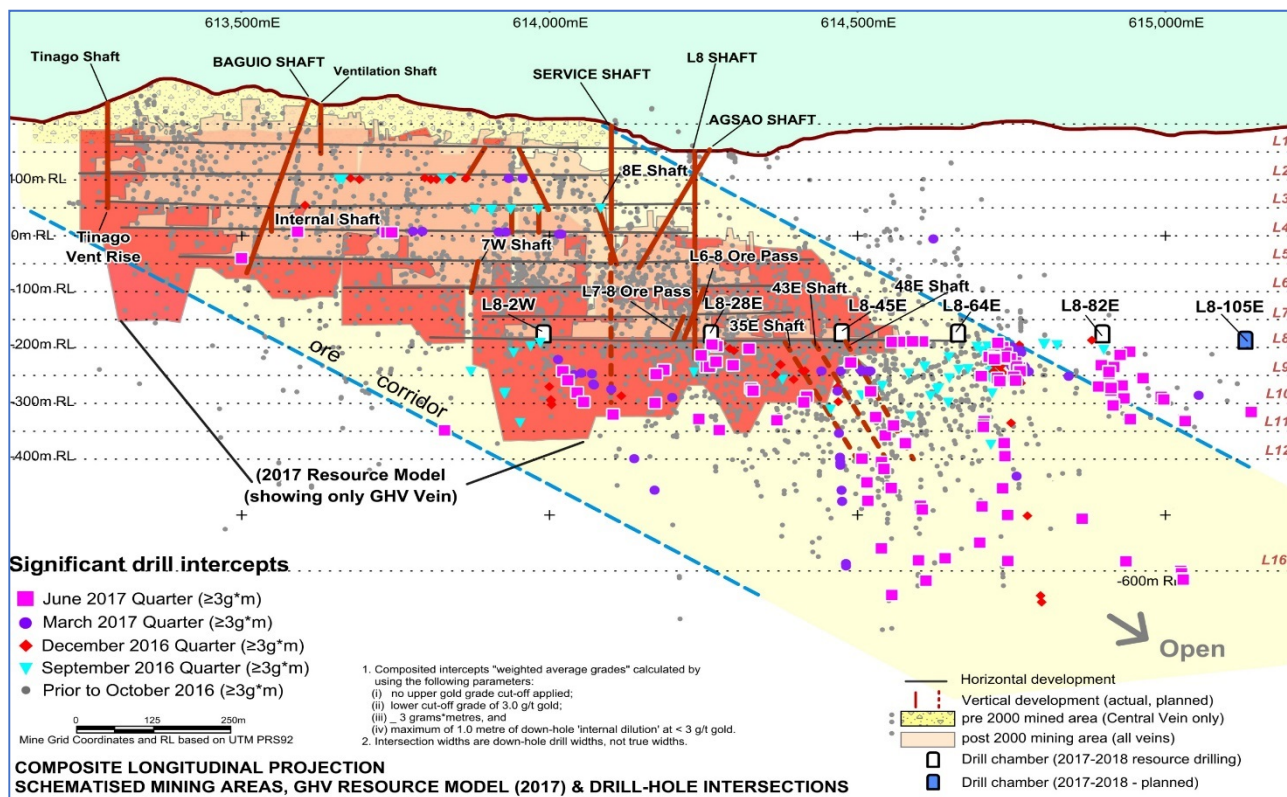 613,500mE
614,000mE
614,500mE
615,000mE
Tinago Shaft
BAGUIO SHAFT
Ventilation Shaft
SERVICE SHAFT
L8 SHAFT
AGSAO SHAFT
L1
L2
100m RL
8E Shaft
L3
Internal Shaft
0m RL
L4
Tinago
Vent Rise
7W Shaft
L5
L6-8 Ore Pass
-100m RL
L6
L7-8 Ore Pass
43E Shaft
48E Shaft
L8-2W
L8-28E
L8-45E
L8-64E
L8-82E
L8-105E
L7
35E Shaft
-200m RL
L8
ore
corridor
L9
-300m RL
L10
L11
-400m RL
L12
(2017 Resource Model
(showing only GHV Vein)
L16
-600m RL
Open
Significant drill intercepts
June 2017 Quarter (≥3g*m)
March 2017 Quarter (≥3g*m)
December 2016 Quarter (≥3g*m)
September 2016 Quarter (≥3g*m)
Prior to October 2016 (≥3g*m)
0 125 250m
Mine Grid Coordinates and RL based on UTM PRS92
1. Composited intercepts "weighted average grades" calculated by
using the following parameters:
(i) no upper gold grade cut-off applied;
(ii) lower cut-off grade of 3.0 g/t gold;
(iii) _ 3 grams*metres, and
(iv) maximum of 1.0 metre of down-hole 'internal dilution' at < 3 g/t gold.
2. Intersection widths are down-hole drill widths, not true widths.
Horizontal development
Vertical development (actual, planned)
pre 2000 mined area (Central Vein only)
post 2000 mining area (all veins)
Drill chamber (2017-2018 resource drilling)
Drill chamber (2017-2018 - planned)
COMPOSITE LONGITUDINAL PROJECTION
SCHEMATISED MINING AREAS, GHV RESOURCE MODEL (2017) & DRILL-HOLE INTERSECTIONS